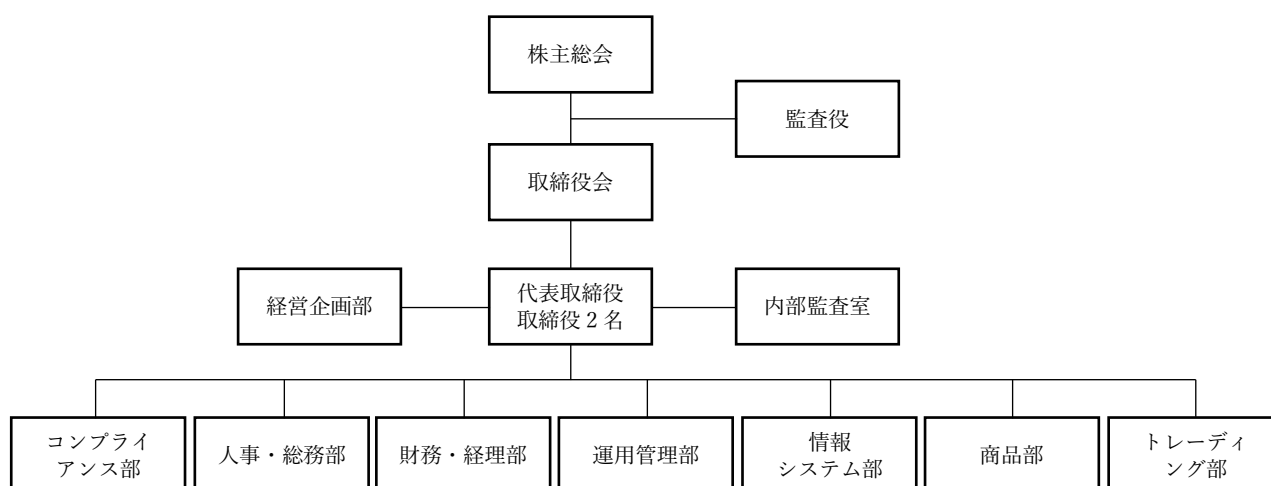 株主総会
監査役
取締役会
経営企画部
代表取締役
取締役2名
内部監査室
コンプライ
アンス部
人事・総務部
財務・経理部
運用管理部
情報
システム部
商品部
トレーディ
ング部